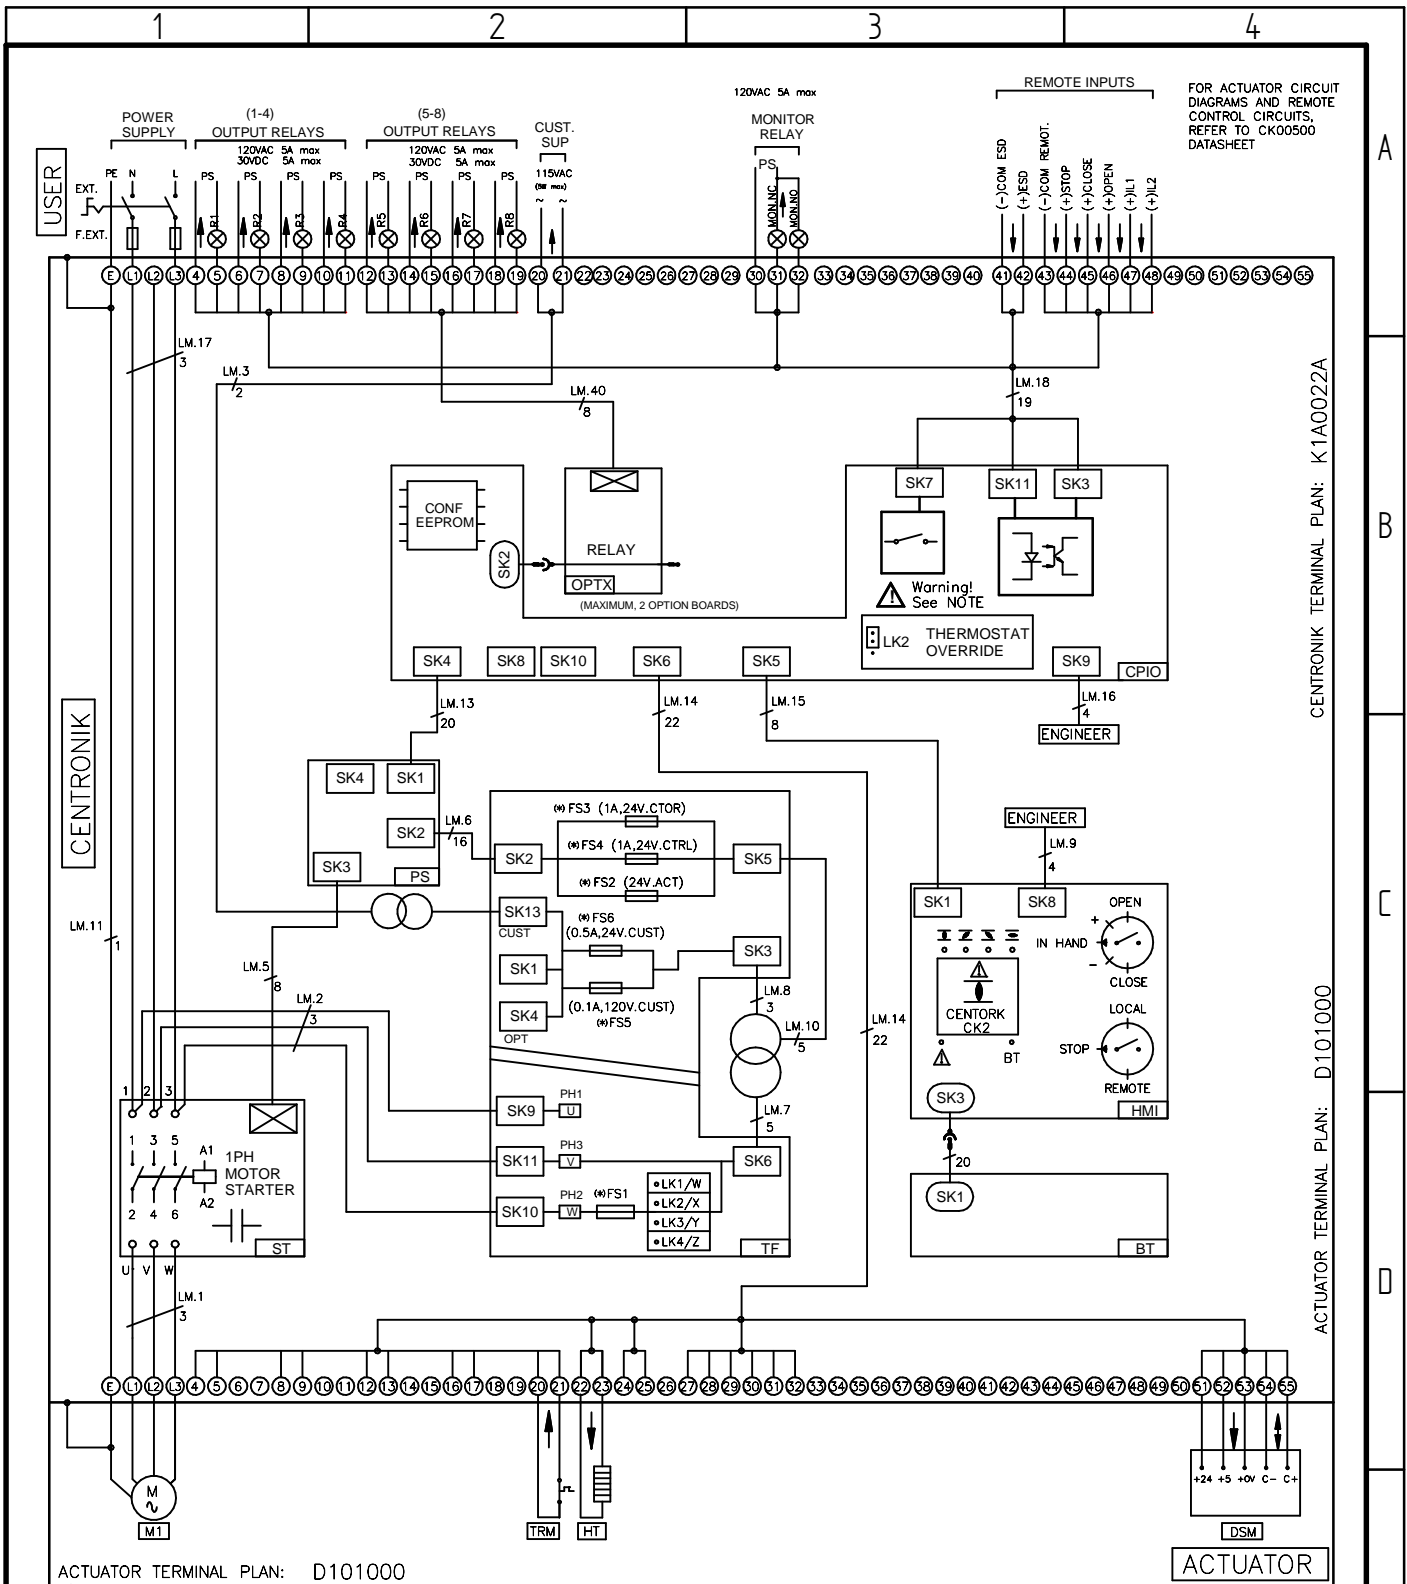 1 2 3 4
A
B
C
D
USER
POWER
SUPPLY
PE N L
EXT.
F.EXT.
(1-4)
OUTPUT RELAYS
120VAC 5A max
30VDC 5A max
PS PS PS PS
R1 R2 R3 R4
(5-8)
OUTPUT RELAYS
120VAC 5A max
30VDC 5A max
PS PS PS PS
R5 R6 R7 R8
CUST.
SUP
115VAC
(5W max)
~ ~
120VAC 5A max
MONITOR
RELAY
PS
MON.NC
MON.NO
REMOTE INPUTS
(-)COM ESD
(+)ESD
(-)COM REMOT.
(+)STOP
(+)CLOSE
(+)OPEN
(+)IL1
(+)IL2
FOR ACTUATOR CIRCUIT
DIAGRAMS AND REMOTE
CONTROL CIRCUITS,
REFER TO CK00500
DATASHEET
E L1 L2 L3 4 5 6 7 8 9 10 11 12 13 14 15 16 17 18 19 20 21 22 23 24 25 26 27 28 29 30 31 32 33 34 35 36 37 38 39 40 41 42 43 44 45 46 47 48 49 50 51 52 53 54 55
LM.17
3
LM.3
2
LM.40
8
LM.18
19
CENTRONIK TERMINAL PLAN: K1A0022A
CONF
EEPROM
SK2
RELAY
OPTX
(MAXIMUM, 2 OPTION BOARDS)
SK7 SK11 SK3
Warning!
See NOTE
LK2
THERMOSTAT
OVERRIDE
SK4 SK8 SK10 SK6 SK5 SK9
CPIO
LM.13
20
LM.14
22
LM.15
8
LM.16
4
ENGINEER
CENTRONIK
SK4 SK1
SK2
SK3
PS
LM.6
16
(*) FS3 (1A,24V.CTOR)
(*) FS4 (1A,24V.CTRL)
(*) FS2 (24V.ACT)
SK2 SK5
SK13
CUST
(*) FS6
(0.5A,24V.CUST)
SK1
SK3
SK4
OPT
(0.1A,120V.CUST)
(*)FS5
LM.8
3
LM.10
5
LM.7
5
LM.14
22
ENGINEER
LM.9
4
SK1 SK8
OPEN
+
IN HAND
-
CLOSE
CENTORK
CK2
BT
LOCAL
STOP
REMOTE
SK3
HMI
20
SK1
BT
LM.11
1
LM.5
8
LM.2
3
1 2 3
1 3 5
A1
A2
1PH
MOTOR
STARTER
2 4 6
ST
U V W
SK9
PH1
U
SK11
PH3
V
SK6
SK10
PH2
W
(*)FS1
LK1/W
LK2/X
LK3/Y
LK4/Z
TF
LM.1
3
ACTUATOR TERMINAL PLAN: D101000
E L1 L2 L3 4 5 6 7 8 9 10 11 12 13 14 15 16 17 18 19 20 21 22 23 24 25 26 27 28 29 30 31 32 33 34 35 36 37 38 39 40 41 42 43 44 45 46 47 48 49 50 51 52 53 54 55
M
~
M1
TRM
HT
+24 +5 +0V C- C+
DSM
ACTUATOR TERMINAL PLAN: D101000
ACTUATOR